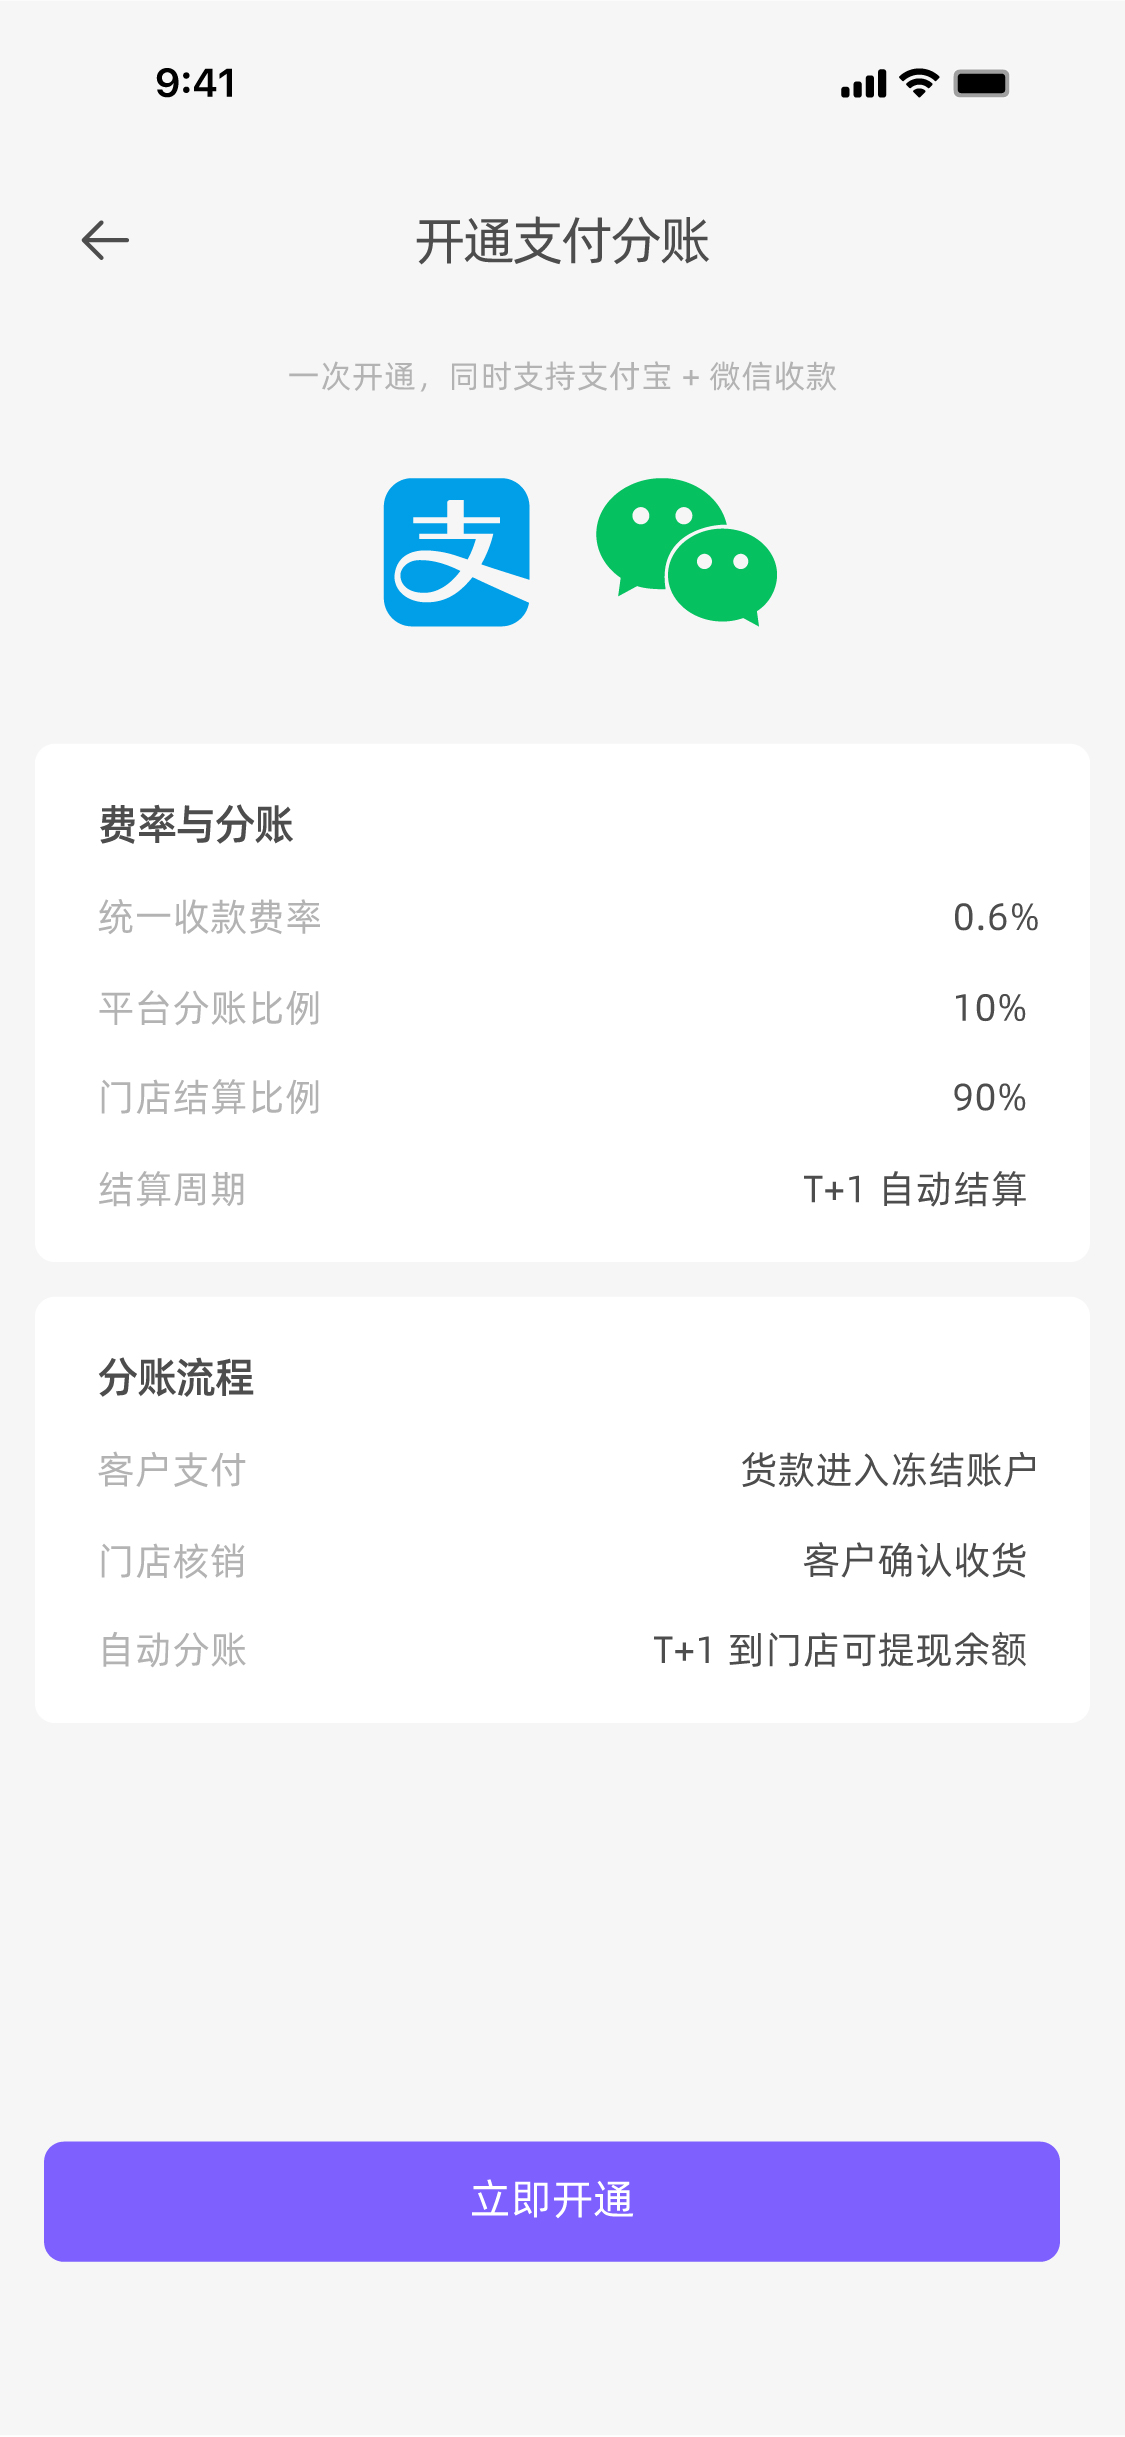 9:41
开通支付分账
一次开通，同时支持支付宝 + 微信收款
支
费率与分账
统一收款费率 0.6%
平台分账比例 10%
门店结算比例 90%
结算周期 T+1 自动结算
分账流程
客户支付 货款进入冻结账户
门店核销 客户确认收货
自动分账 T+1 到门店可提现余额
立即开通